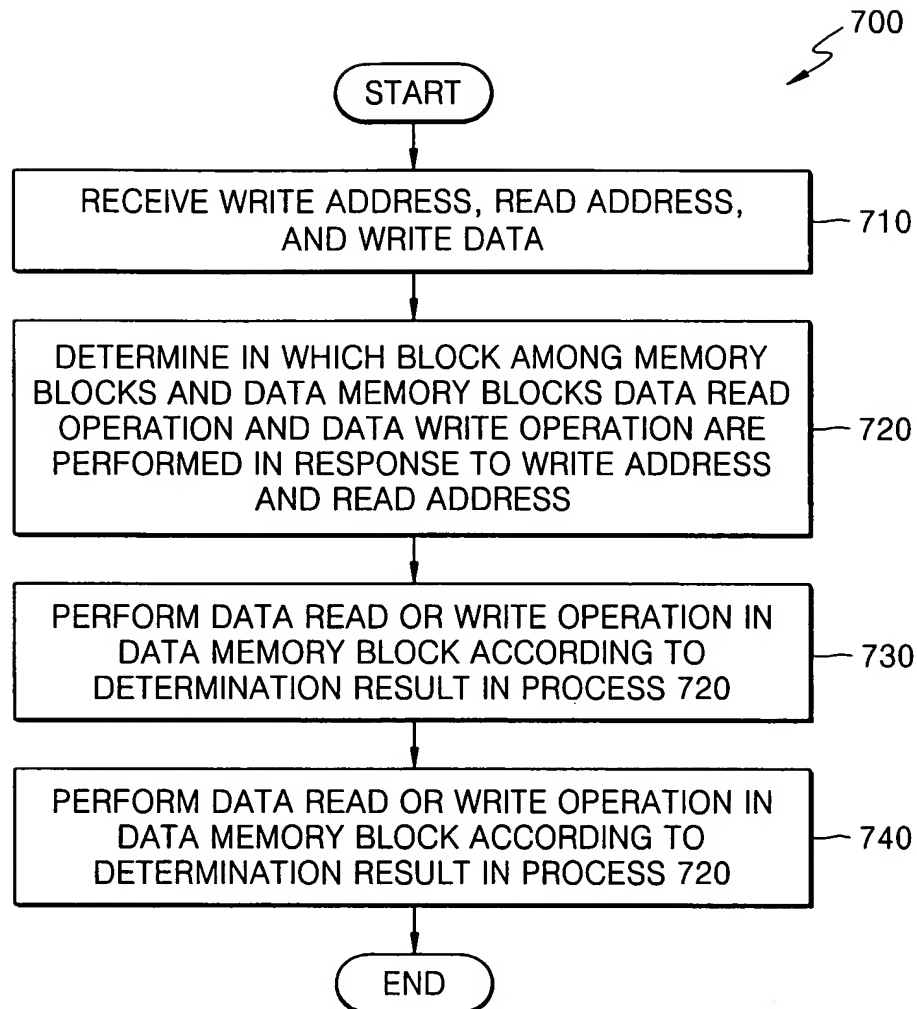 700
START
RECEIVE WRITE ADDRESS, READ ADDRESS,
AND WRITE DATA
710
DETERMINE IN WHICH BLOCK AMONG MEMORY
BLOCKS AND DATA MEMORY BLOCKS DATA READ
OPERATION AND DATA WRITE OPERATION ARE
PERFORMED IN RESPONSE TO WRITE ADDRESS
AND READ ADDRESS
720
PERFORM DATA READ OR WRITE OPERATION IN
DATA MEMORY BLOCK ACCORDING TO
DETERMINATION RESULT IN PROCESS 720
730
PERFORM DATA READ OR WRITE OPERATION IN
DATA MEMORY BLOCK ACCORDING TO
DETERMINATION RESULT IN PROCESS 720
740
END